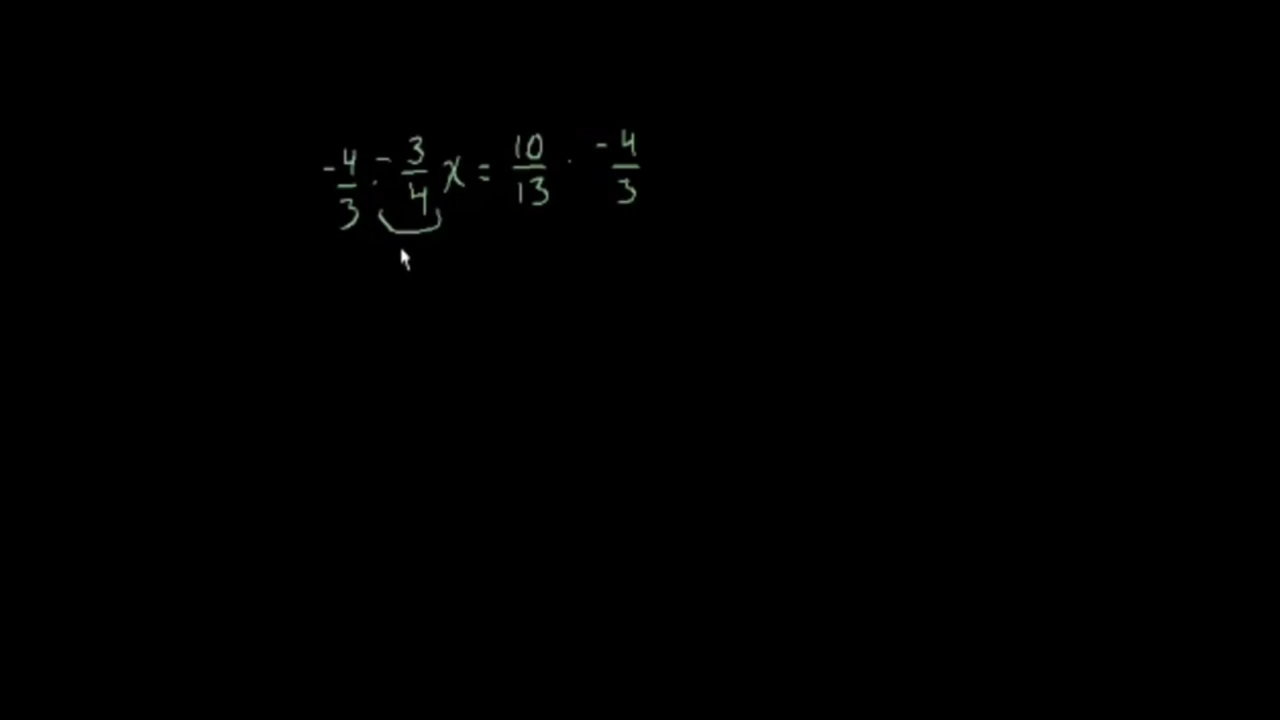 -4/3 · -3/4 x = 10/13 · -4/3